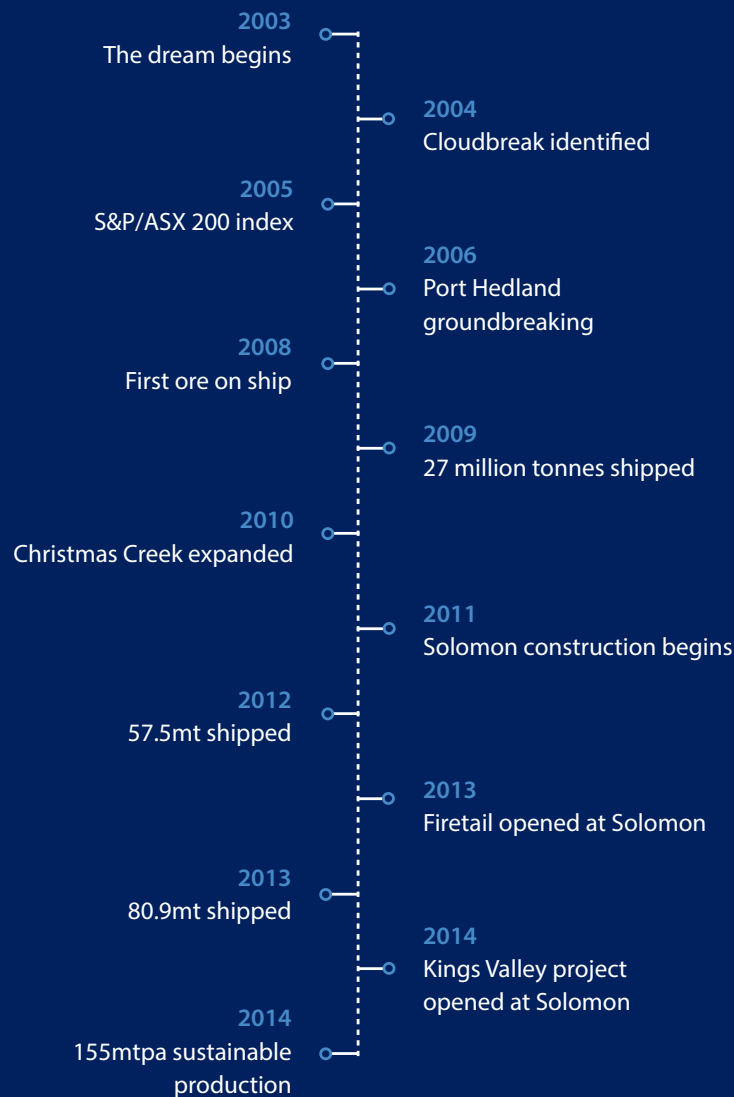 2003
The dream begins
2004
Cloudbreak identified
2005
S&P/ASX 200 index
2006
Port Hedland
groundbreaking
2008
First ore on ship
2009
27 million tonnes shipped
2010
Christmas Creek expanded
2011
Solomon construction begins
2012
57.5mt shipped
2013
Firetail opened at Solomon
2013
80.9mt shipped
2014
Kings Valley project
opened at Solomon
2014
155mtpa sustainable
production